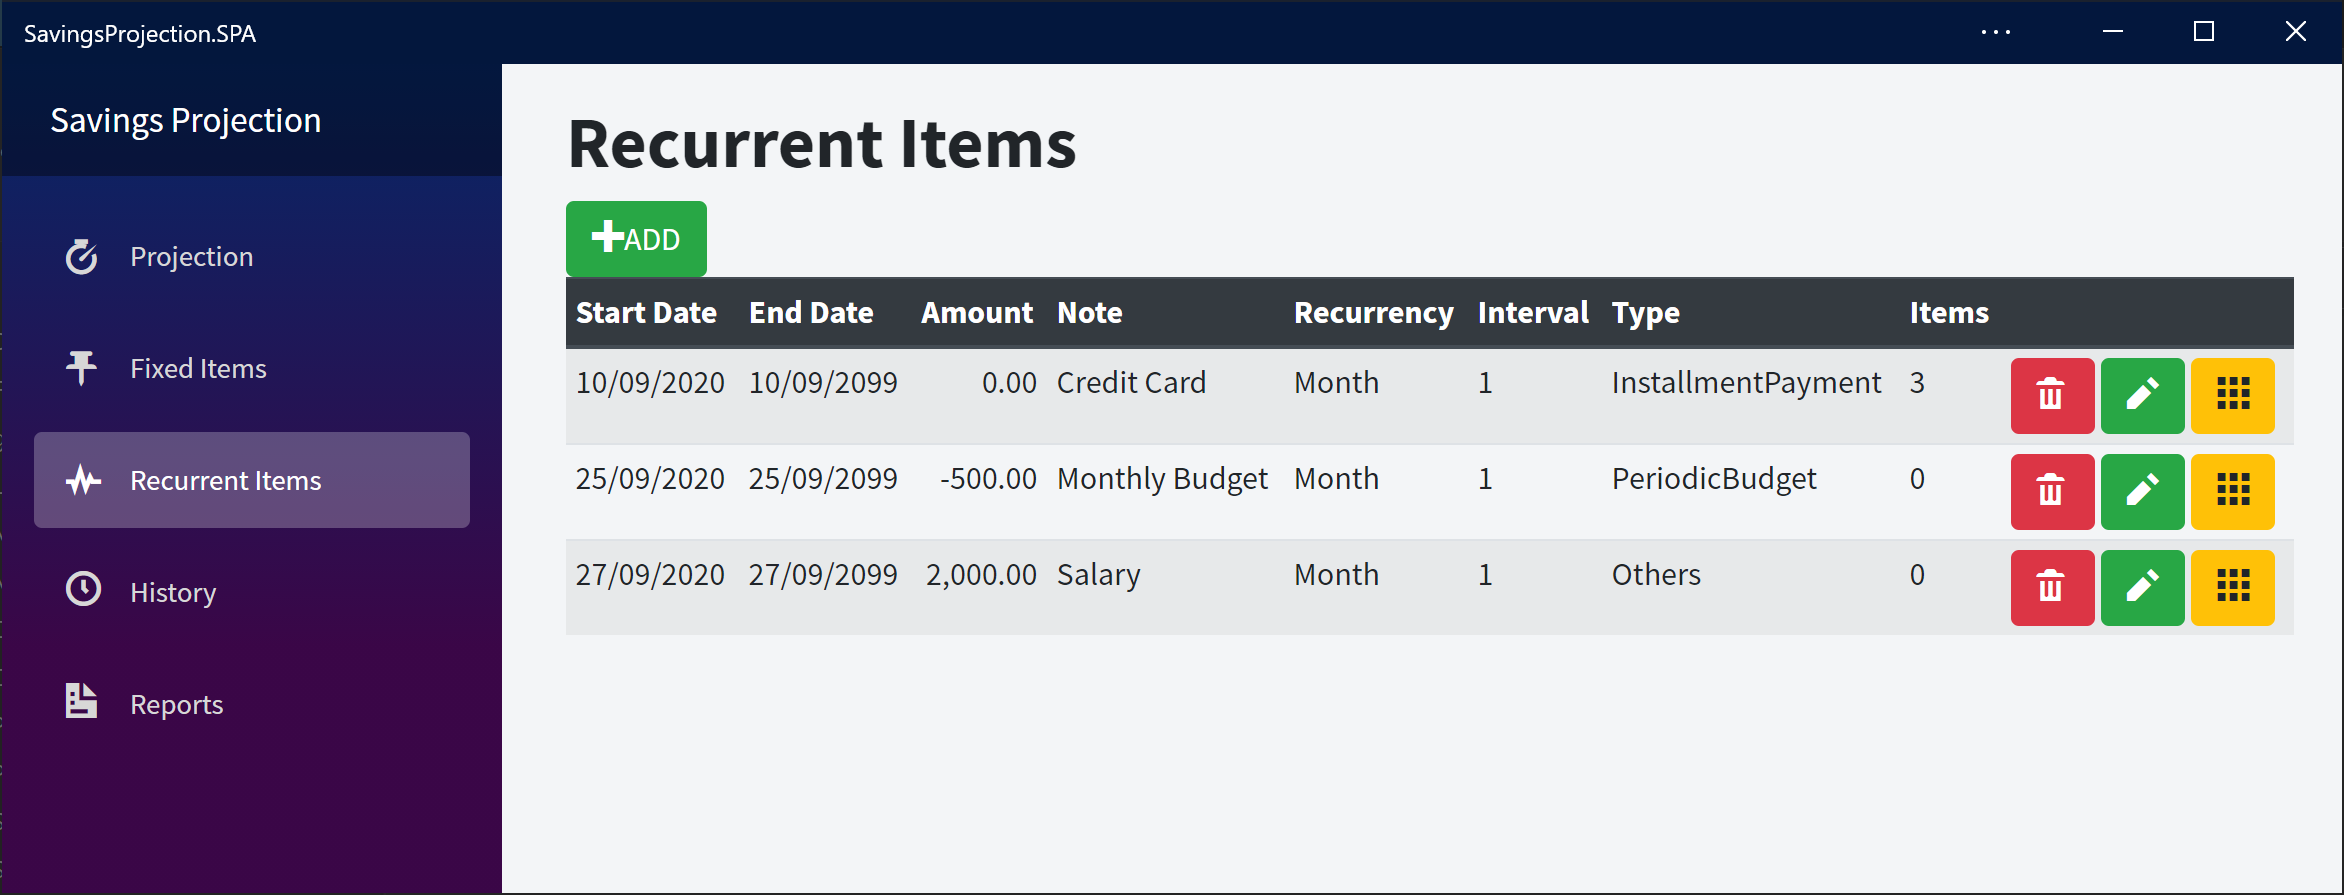 SavingsProjection.SPA
Savings Projection
Projection
Fixed Items
Recurrent Items
History
Reports
Recurrent Items
ADD
Start Date End Date Amount Note Recurrency Interval Type Items
10/09/2020 10/09/2099 0.00 Credit Card Month 1 InstallmentPayment 3
25/09/2020 25/09/2099 -500.00 Monthly Budget Month 1 PeriodicBudget 0
27/09/2020 27/09/2099 2,000.00 Salary Month 1 Others 0